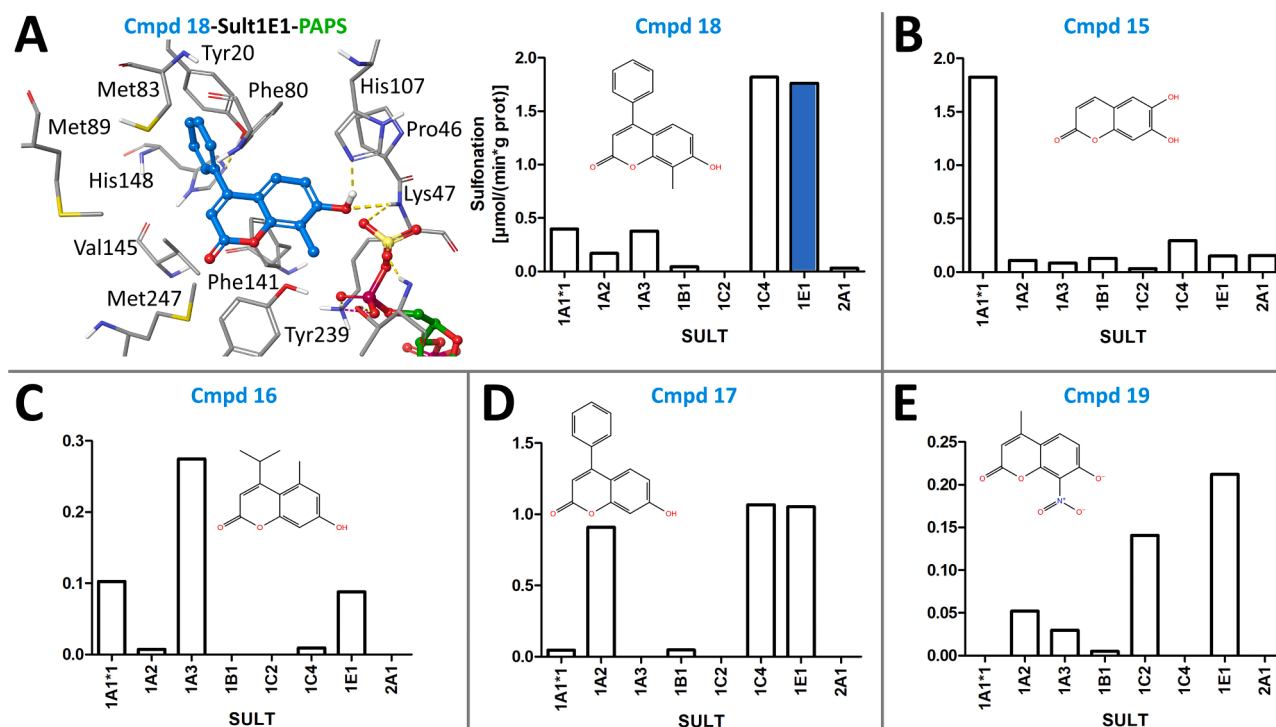 A
Cmpd 18-Sult1E1-PAPS
Tyr20
Met83
Phe80
His107
Met89
Pro46
His148
Lys47
Val145
Phe141
Met247
Tyr239
Cmpd 18
Sulfonation
[µmol/(min*g prot)]
2.0
1.5
1.0
0.5
0.0
O
O
OH
1A1*1
1A2
1A3
1B1
1C2
1C4
1E1
2A1
SULT
B
Cmpd 15
2.0
1.5
1.0
0.5
0.0
O
O
OH
OH
1A1*1
1A2
1A3
1B1
1C2
1C4
1E1
2A1
SULT
C
Cmpd 16
0.3
0.2
0.1
0.0
O
O
OH
1A1*1
1A2
1A3
1B1
1C2
1C4
1E1
2A1
SULT
D
Cmpd 17
1.5
1.0
0.5
0.0
O
O
OH
1A1*1
1A2
1A3
1B1
1C2
1C4
1E1
2A1
SULT
E
Cmpd 19
0.25
0.20
0.15
0.10
0.05
0.00
O
O
O⁻
N⁺
O
O⁻
1A1*1
1A2
1A3
1B1
1C2
1C4
1E1
2A1
SULT